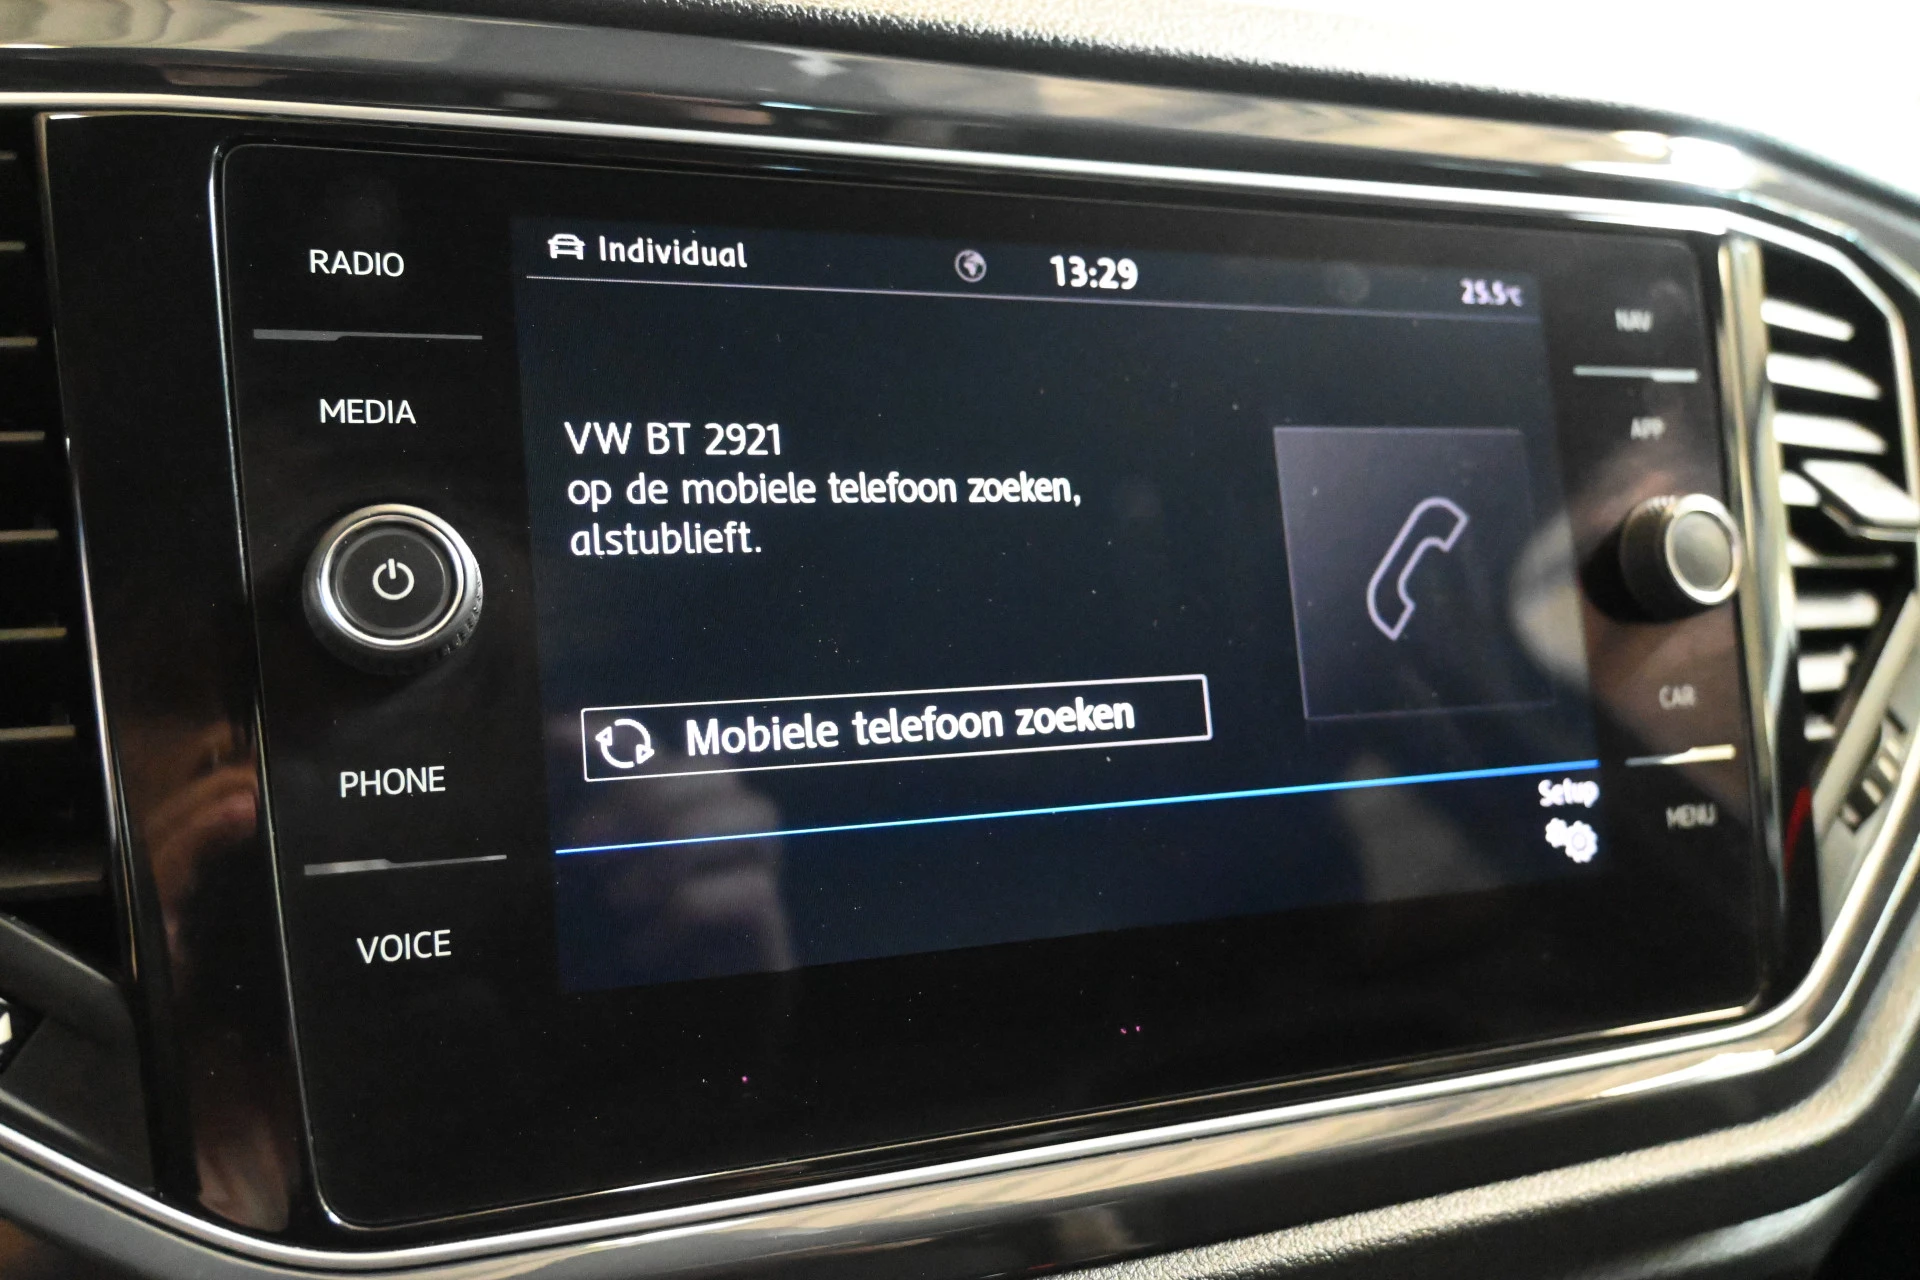 RADIO
MEDIA
PHONE
VOICE
Individual
13:29
25.5°C
VW BT 2921
op de mobiele telefoon zoeken,
alstublieft.
Mobiele telefoon zoeken
Setup
NAV
APP
CAR
MENU